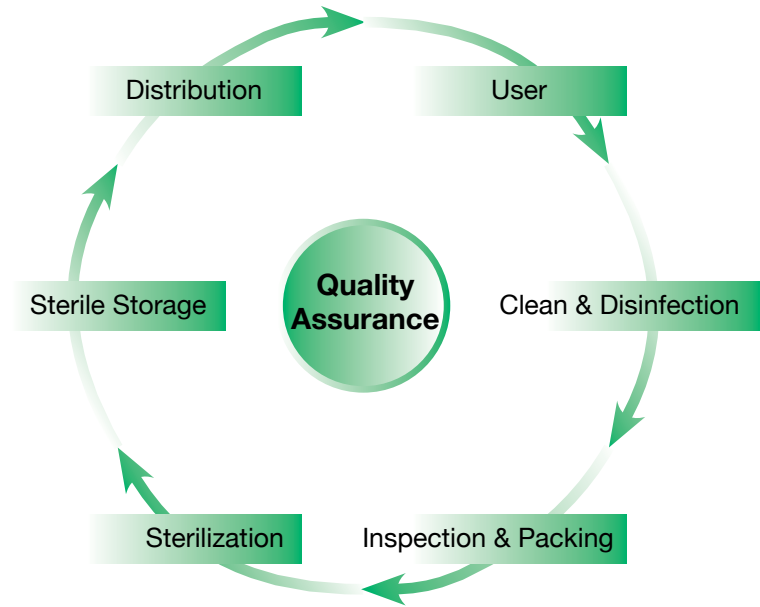 Distribution
User
Sterile Storage
Quality
Assurance
Clean & Disinfection
Sterilization
Inspection & Packing